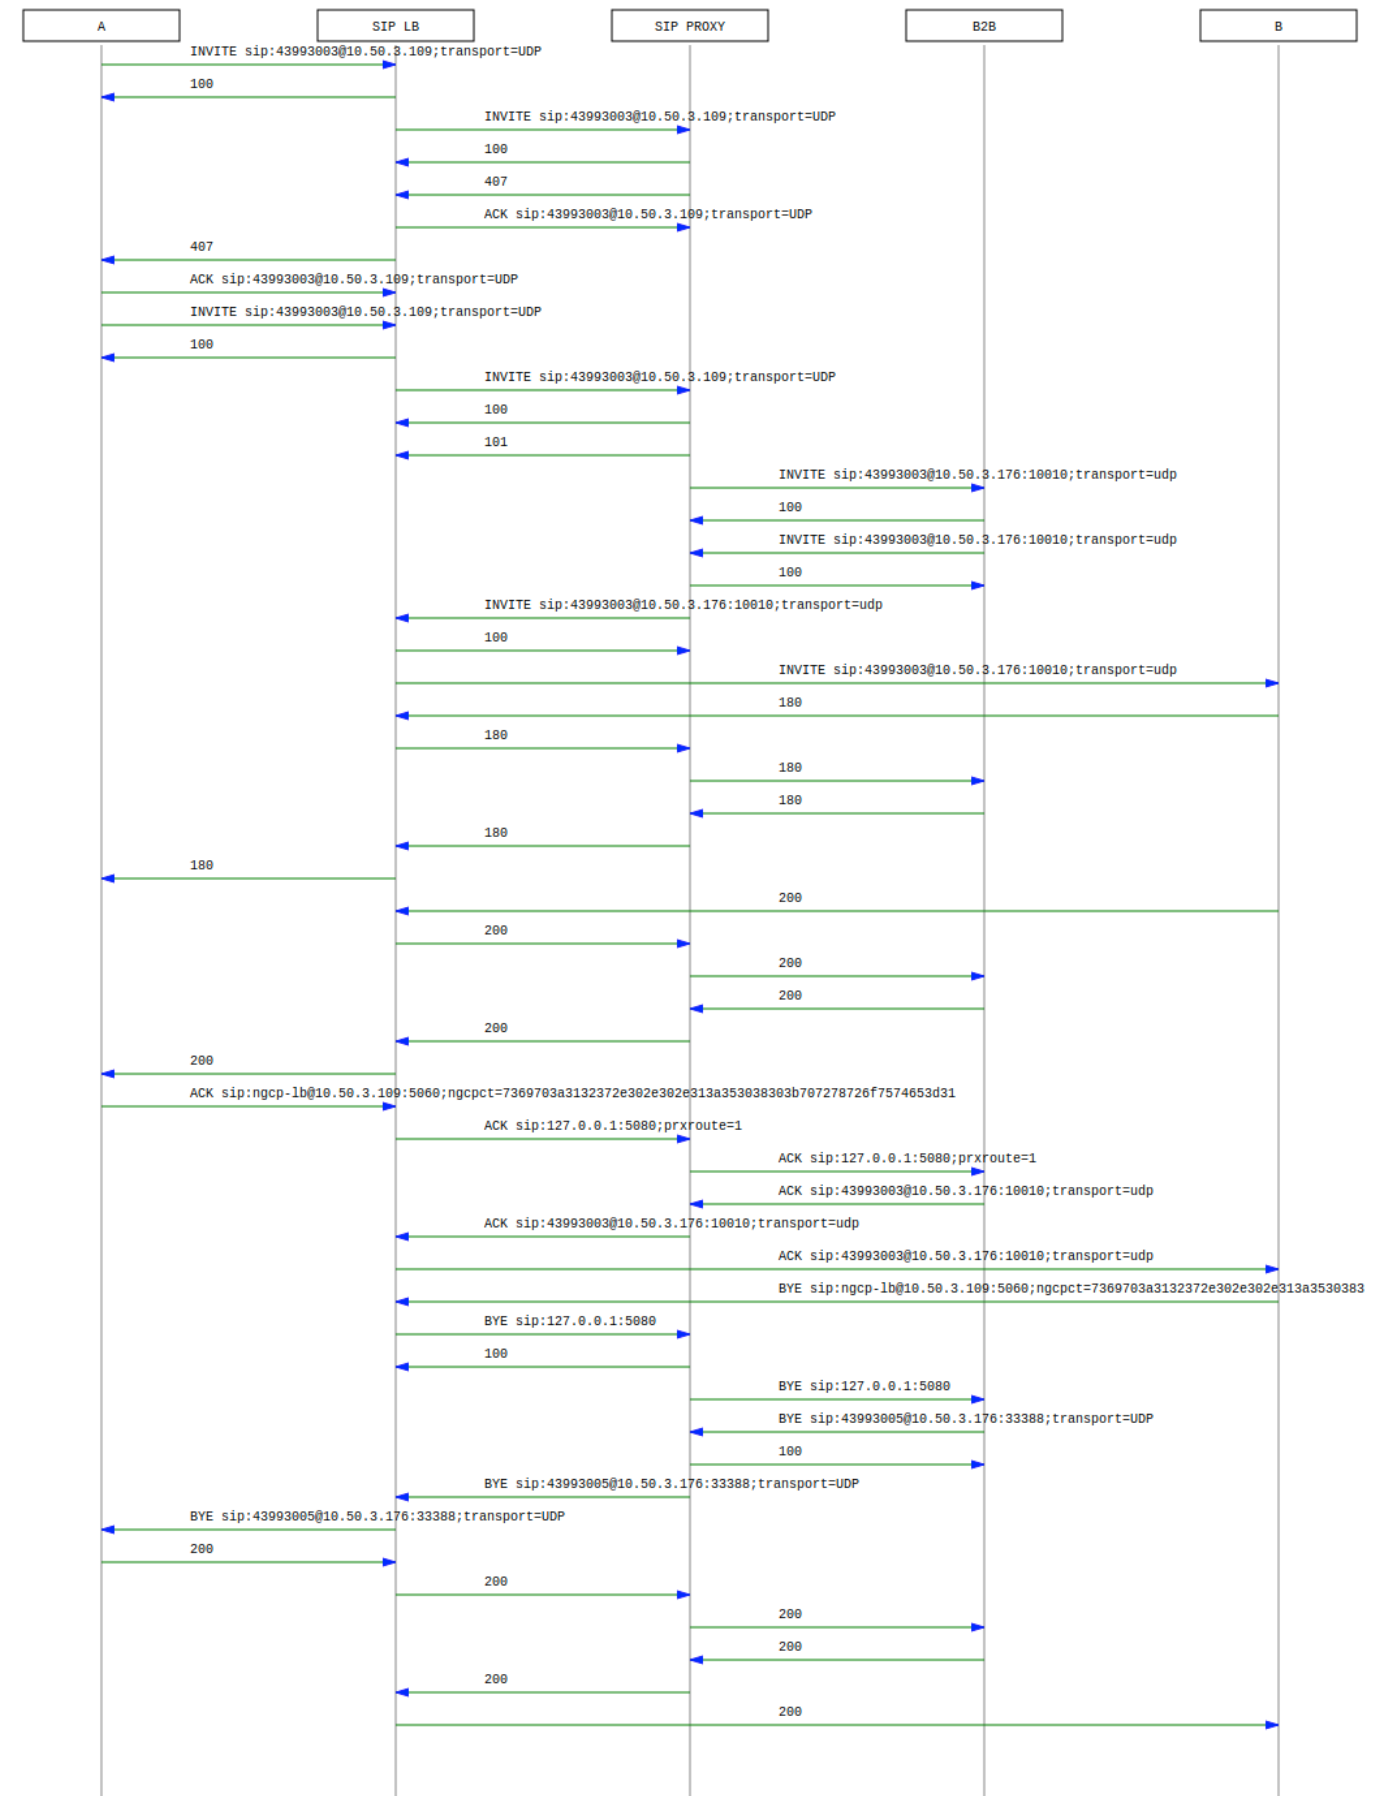 A SIP LB SIP PROXY B2B B
INVITE sip:43993003@10.50.3.109;transport=UDP
100
INVITE sip:43993003@10.50.3.109;transport=UDP
100
407
ACK sip:43993003@10.50.3.109;transport=UDP
407
ACK sip:43993003@10.50.3.109;transport=UDP
INVITE sip:43993003@10.50.3.109;transport=UDP
100
INVITE sip:43993003@10.50.3.109;transport=UDP
100
101
INVITE sip:43993003@10.50.3.176:10010;transport=udp
100
INVITE sip:43993003@10.50.3.176:10010;transport=udp
100
INVITE sip:43993003@10.50.3.176:10010;transport=udp
100
INVITE sip:43993003@10.50.3.176:10010;transport=udp
180
180
180
180
180
180
200
200
200
200
200
200
ACK sip:ngcp-lb@10.50.3.109:5060;ngcpct=7369703a3132372e302e302e313a353038303b707278726f7574653d31
ACK sip:127.0.0.1:5080;prxroute=1
ACK sip:127.0.0.1:5080;prxroute=1
ACK sip:43993003@10.50.3.176:10010;transport=udp
ACK sip:43993003@10.50.3.176:10010;transport=udp
ACK sip:43993003@10.50.3.176:10010;transport=udp
BYE sip:ngcp-lb@10.50.3.109:5060;ngcpct=7369703a3132372e302e302e313a3530383
BYE sip:127.0.0.1:5080
100
BYE sip:127.0.0.1:5080
BYE sip:43993005@10.50.3.176:33388;transport=UDP
100
BYE sip:43993005@10.50.3.176:33388;transport=UDP
BYE sip:43993005@10.50.3.176:33388;transport=UDP
200
200
200
200
200
200